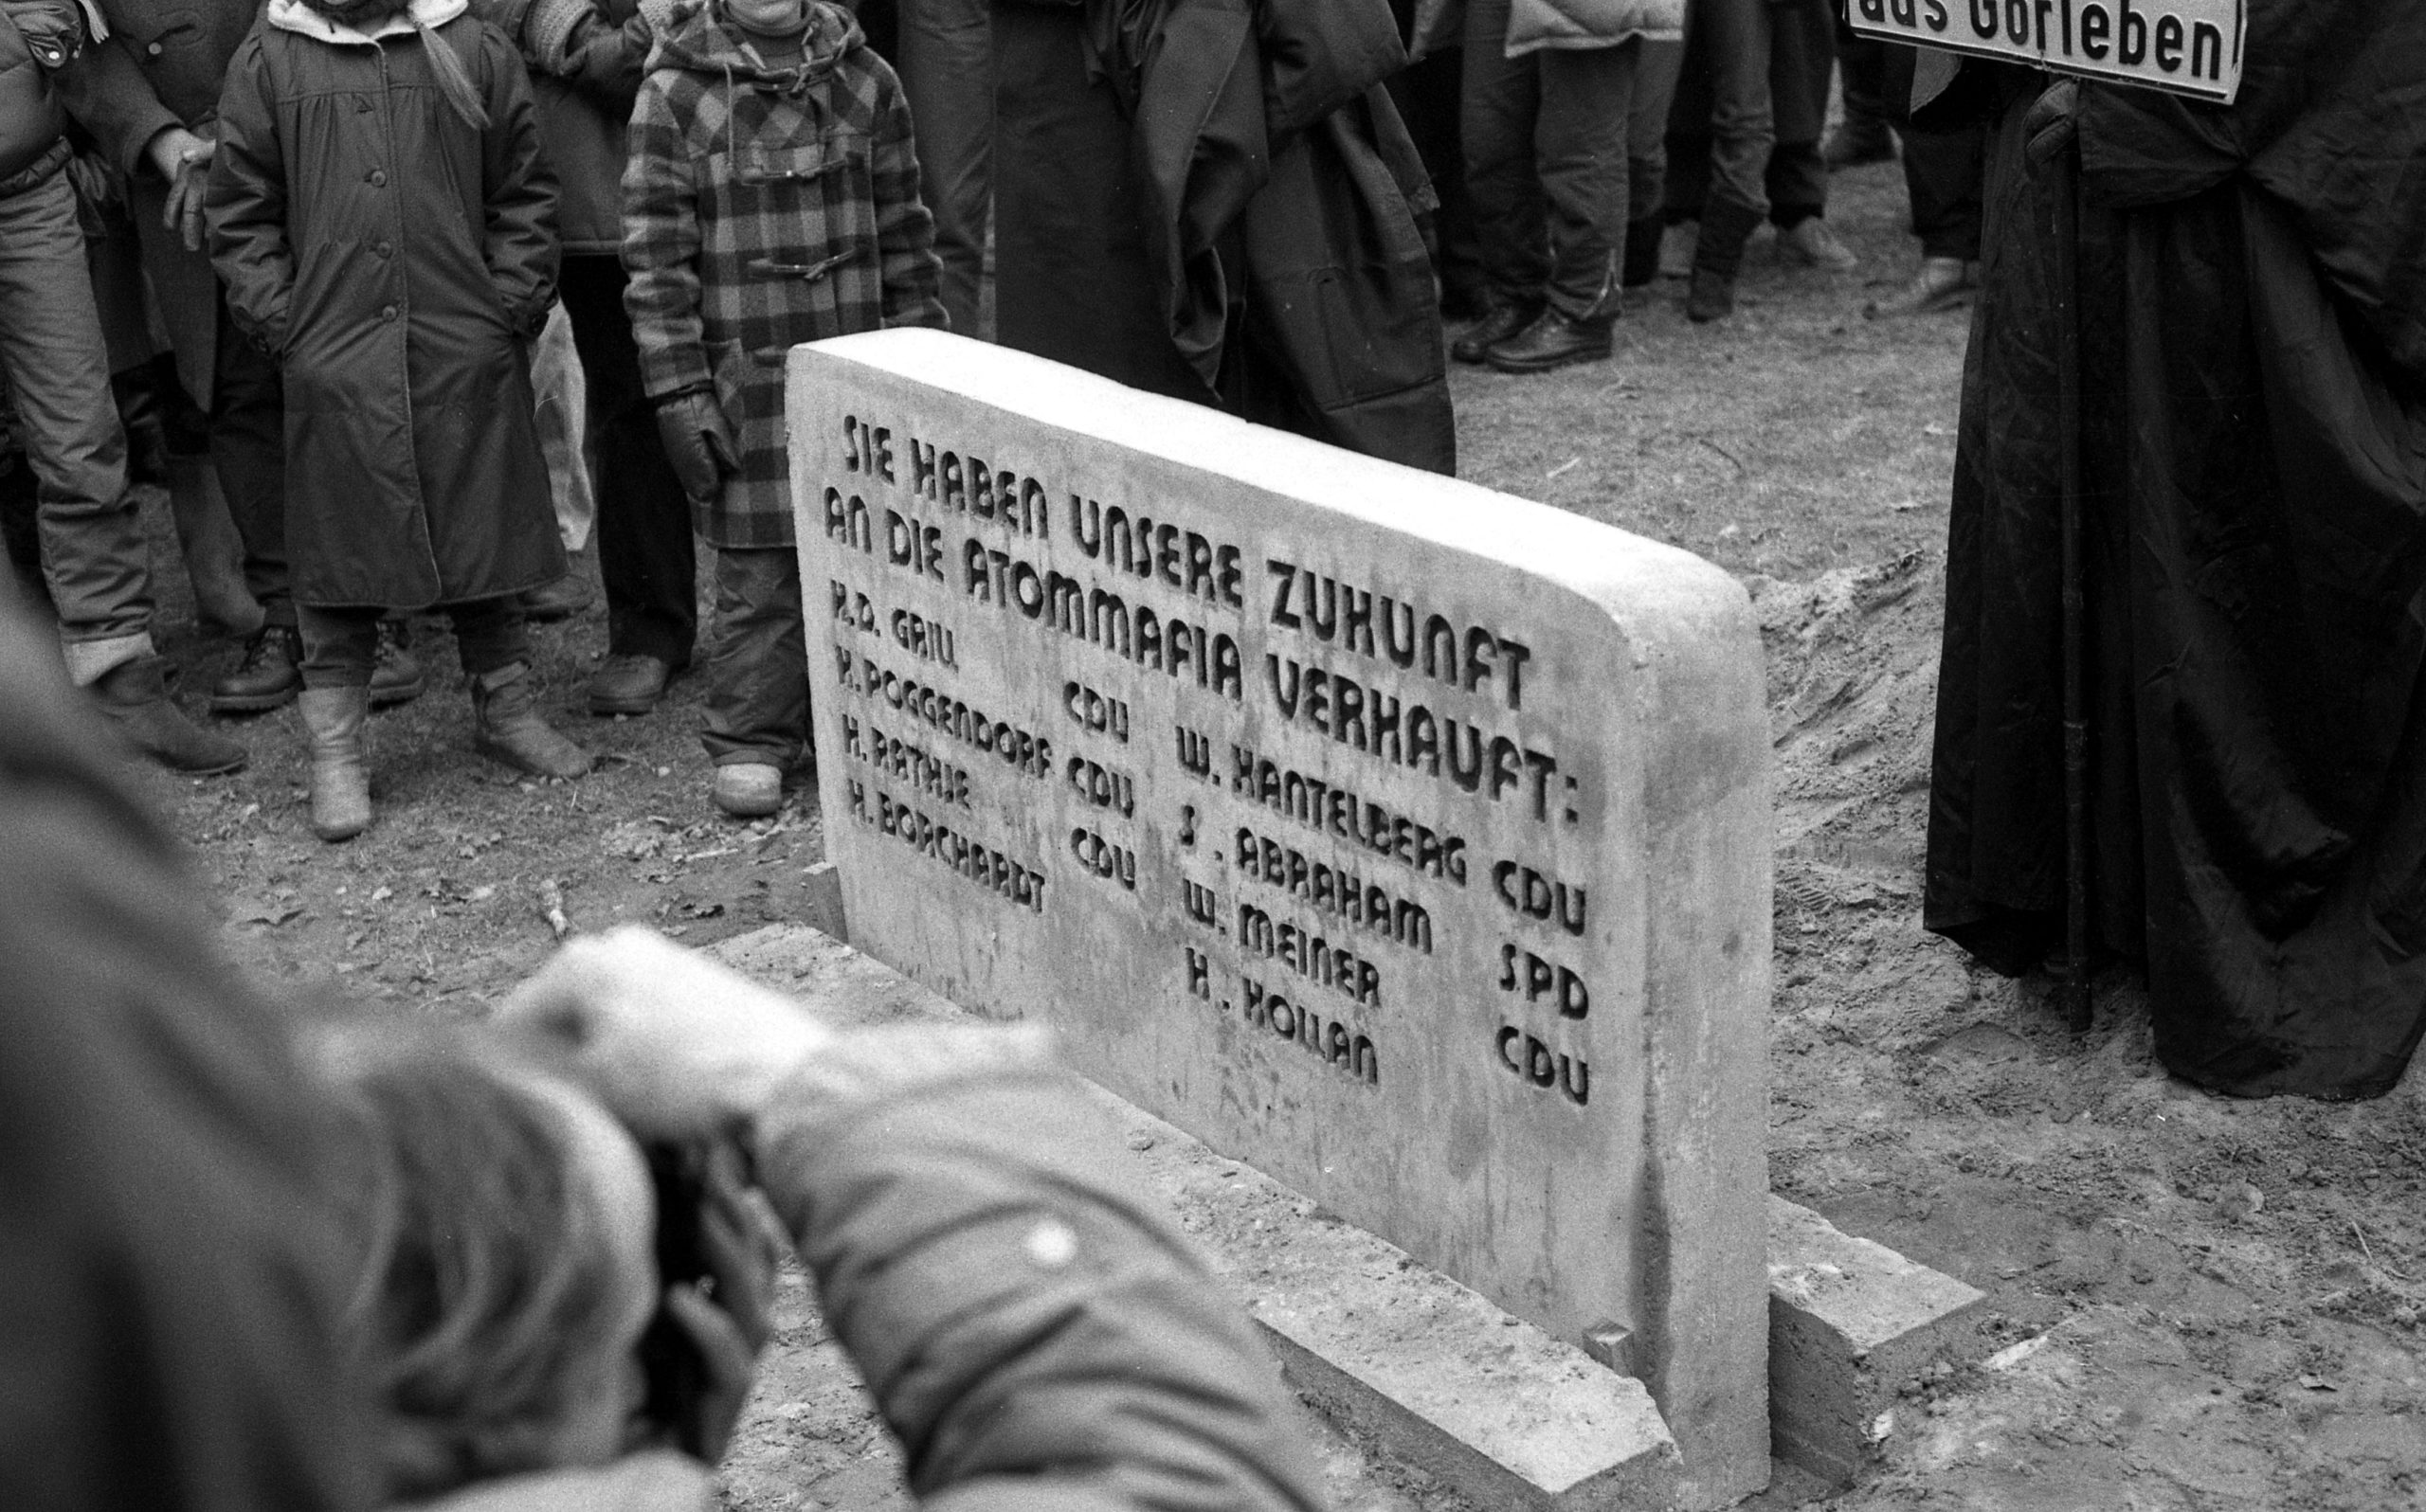 aus Gorleben
SIE HABEN UNSERE ZUKUNFT
AN DIE ATOMMAFIA VERKAUFT:
K.D. GRILL CDU W. KANTELBERG CDU
K. POGGENDORF CDU S. ABRAHAM SPD
H. RATHJE CDU W. MEINER CDU
H. BORCHARDT H. KOLLAN